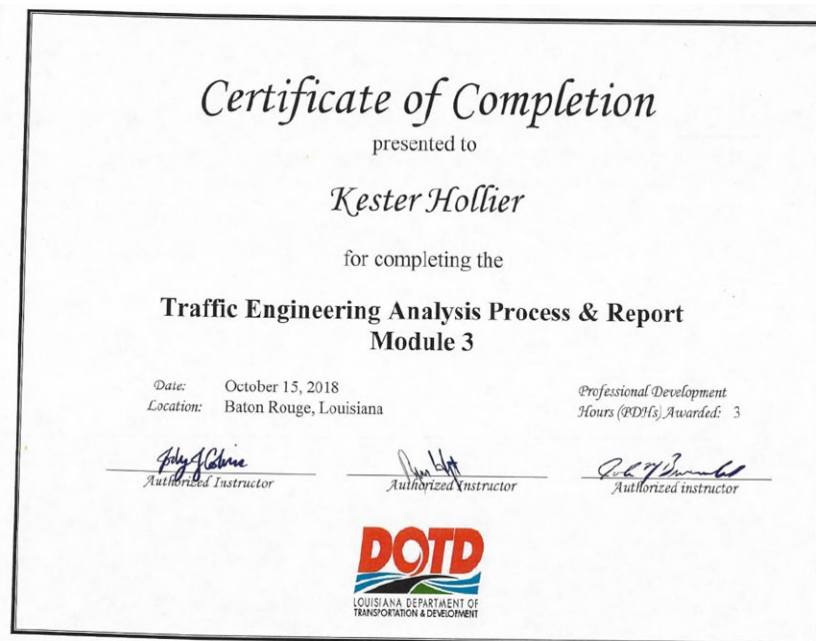 Certificate of Completion
presented to
Kester Hollier
for completing the
Traffic Engineering Analysis Process & Report
Module 3
Date: October 15, 2018
Location: Baton Rouge, Louisiana
Professional Development
Hours (PDHs) Awarded: 3
Authorized Instructor
Authorized Instructor
Authorized instructor
DOTD
LOUISIANA DEPARTMENT OF
TRANSPORTATION & DEVELOPMENT